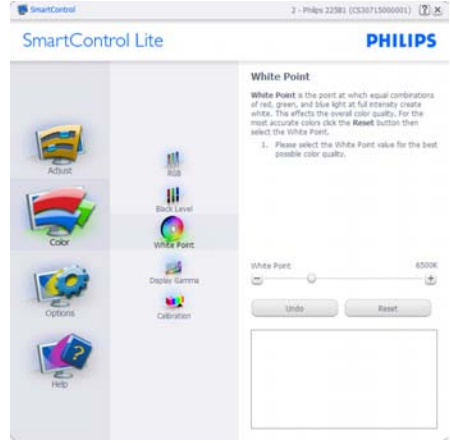 SmartControl
2 - Philips 225B1 (CS30715000001)
SmartControl Lite
PHILIPS
Adjust
Color
Options
Help
RGB
Black Level
White Point
Display Gamma
Calibration
White Point
White Point is the point at which equal combinations
of red, green, and blue light at full intensity create
white. This effects the overall color quality. For the
most accurate colors click the Reset button then
select the White Point.
1. Please select the White Point value for the best
possible color quality.
White Point 6500K
Undo Reset